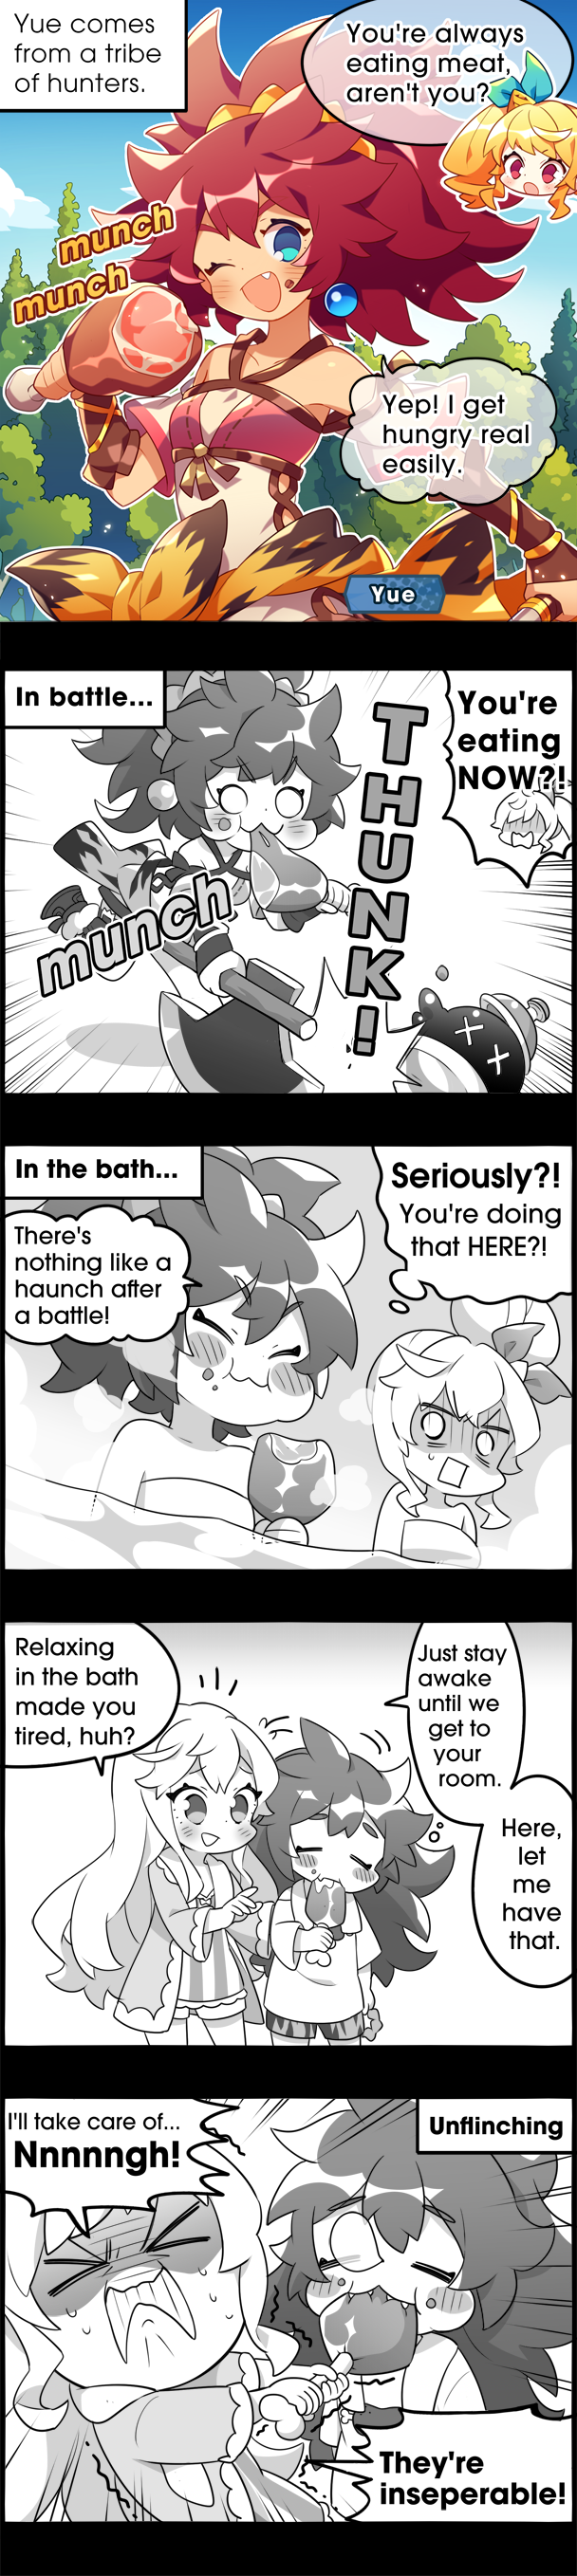 Yue comes
from a tribe
of hunters.
You're always
eating meat,
aren't you?
munch
munch
Yep! I get
hungry real
easily.
Yue
In battle...
You're
eating
NOW?!
THUNK!
munch
In the bath...
Seriously?!
You're doing
that HERE?!
There's
nothing like a
haunch after
a battle!
Relaxing
in the bath
made you
tired, huh?
Just stay
awake
until we
get to
your
room.
Here,
let
me
have
that.
I'll take care of...
Nnnnngh!
Unflinching
They're
inseperable!